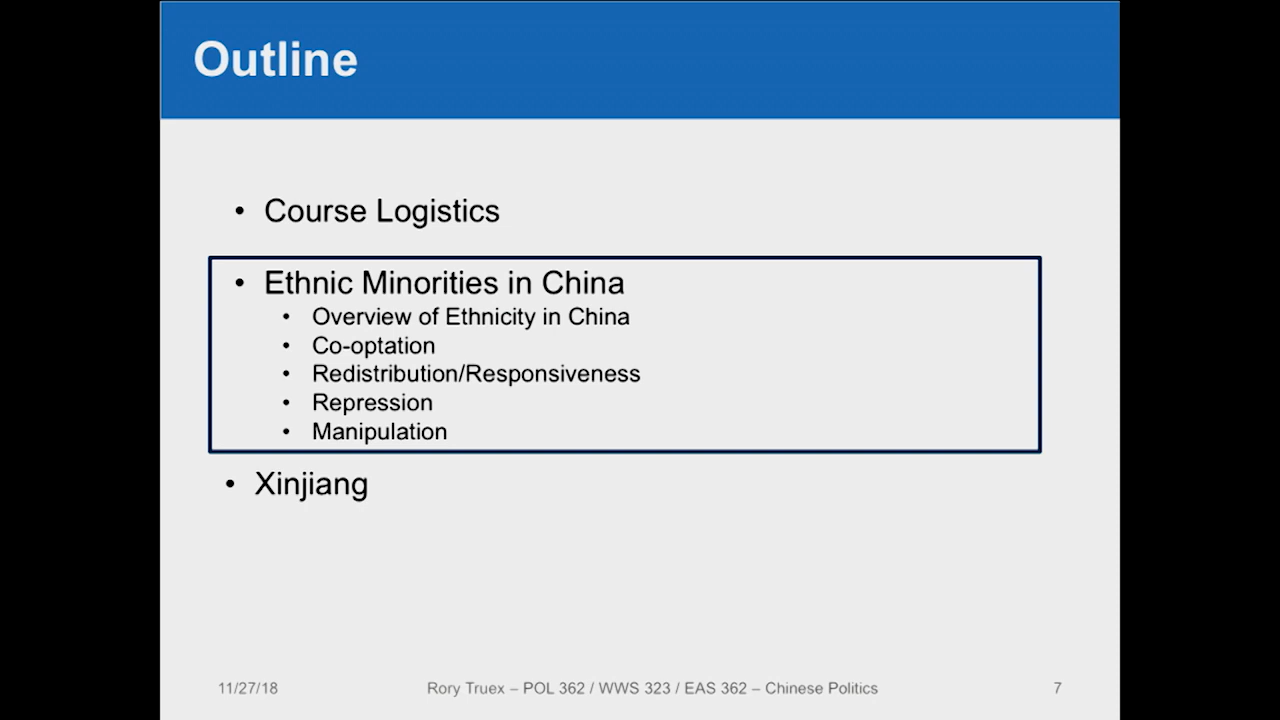 Outline
• Course Logistics
• Ethnic Minorities in China
• Overview of Ethnicity in China
• Co-optation
• Redistribution/Responsiveness
• Repression
• Manipulation
• Xinjiang
11/27/18 Rory Truex – POL 362 / WWS 323 / EAS 362 – Chinese Politics 7